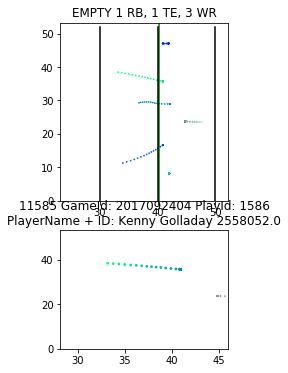 EMPTY 1 RB, 1 TE, 3 WR
50
40
30
20
10
0
30 40 50
11585 GameId: 2017092404 PlayId: 1586
PlayerName + ID: Kenny Golladay 2558052.0
40
20
0
30 35 40 45